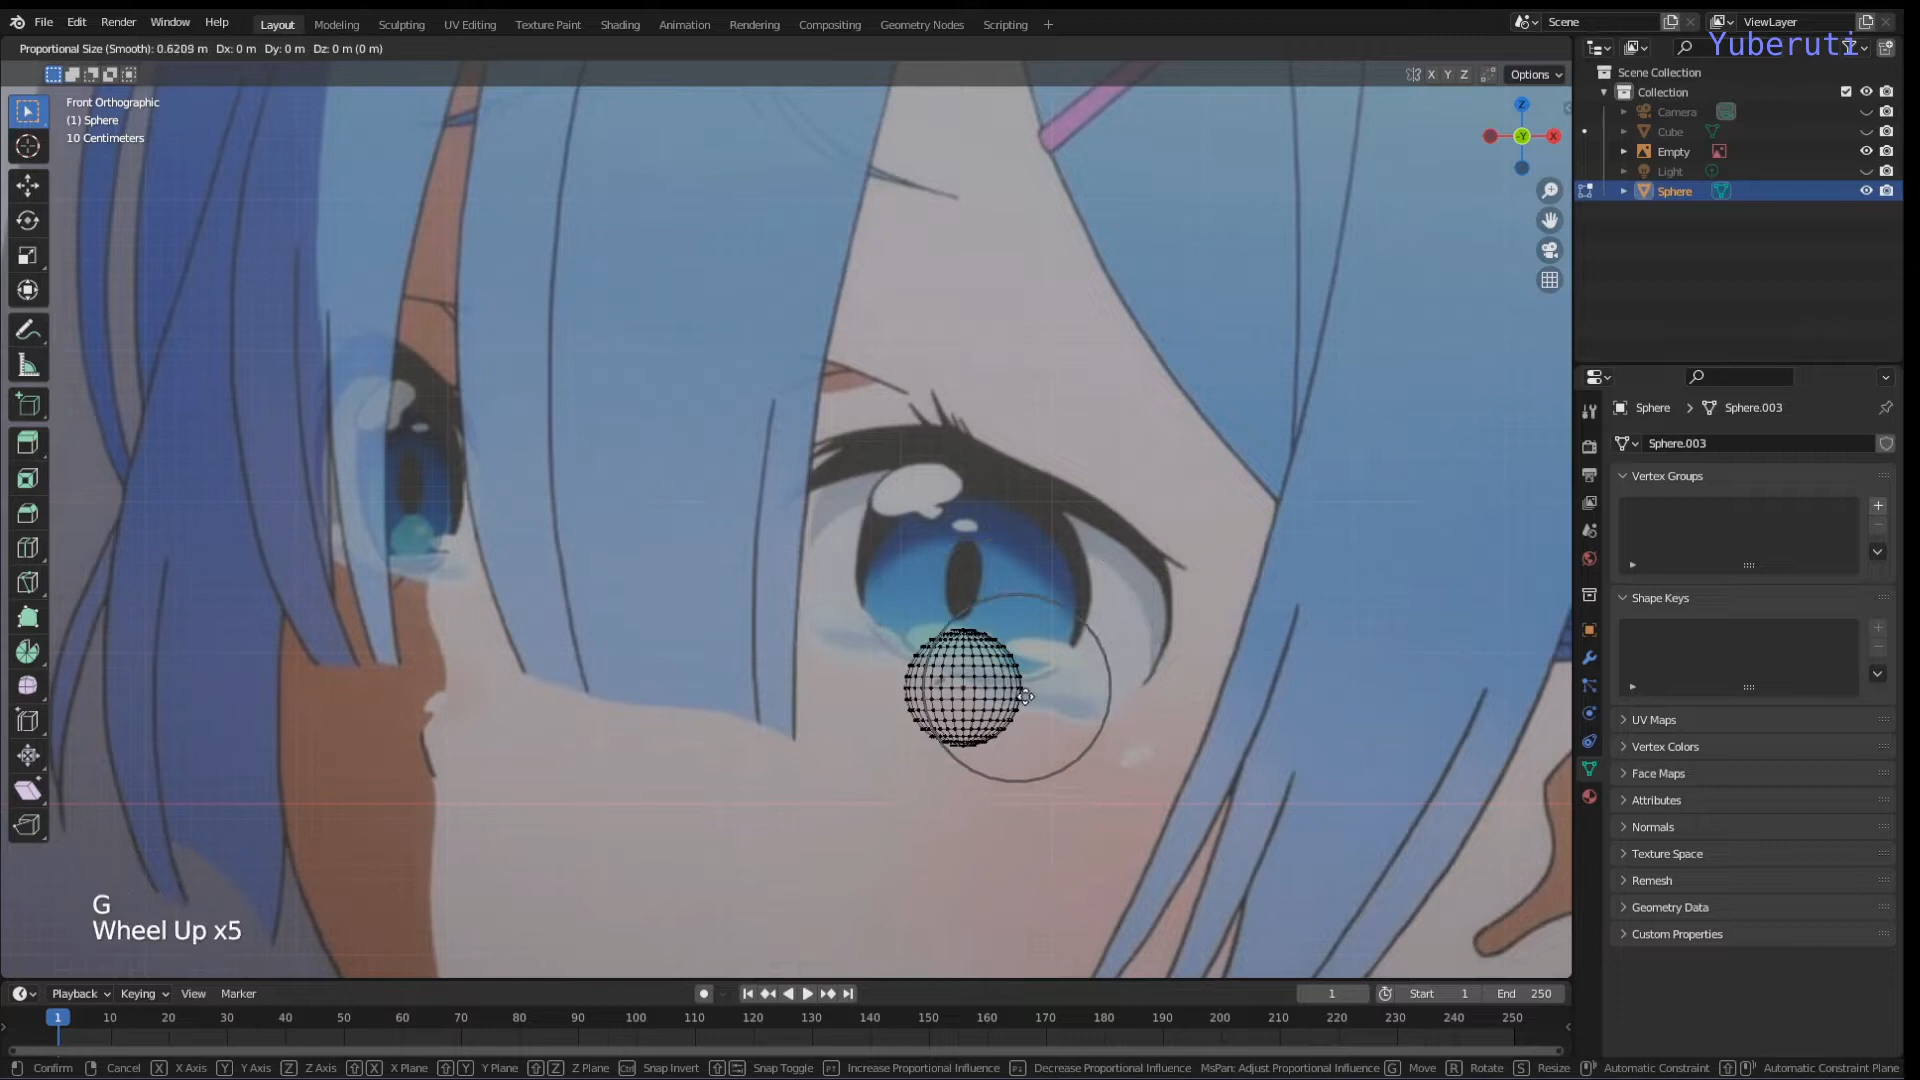 File Edit Render Window Help
Layout Modeling Sculpting UV Editing Texture Paint Shading Animation Rendering Compositing Geometry Nodes Scripting +
Scene
ViewLayer
Yuberuti
Proportional Size (Smooth): 0.6209 m Dx: 0 m Dy: 0 m Dz: 0 m (0 m)
X Y Z Options
Front Orthographic
(1) Sphere
10 Centimeters
Z
-Y
X
Scene Collection
Collection
Camera
Cube
Empty
Light
Sphere
Sphere Sphere.003
Sphere.003
Vertex Groups
Shape Keys
UV Maps
Vertex Colors
Face Maps
Attributes
Normals
Texture Space
Remesh
Geometry Data
Custom Properties
G
Wheel Up x5
Playback Keying View Marker
1 Start 1 End 250
1 10 20 30 40 50 60 70 80 90 100 110 120 130 140 150 160 170 180 190 200 210 220 230 240 250
Confirm Cancel X X Axis Y Y Axis Z Z Axis X X Plane Y Y Plane Z Z Plane Ctrl Snap Invert Snap Toggle Increase Proportional Influence Decrease Proportional Influence MsPan: Adjust Proportional Influence G Move R Rotate S Resize Automatic Constraint Automatic Constraint Plane